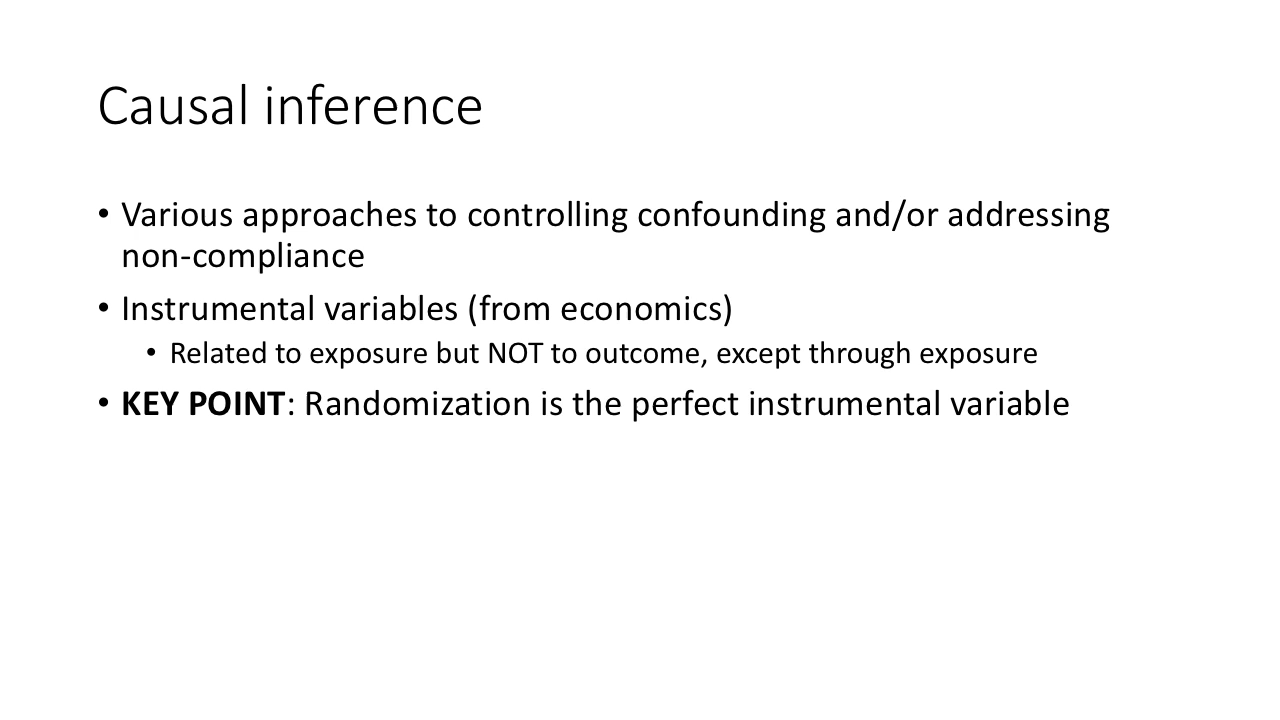 Causal inference
• Various approaches to controlling confounding and/or addressing
non-compliance
• Instrumental variables (from economics)
• Related to exposure but NOT to outcome, except through exposure
• KEY POINT: Randomization is the perfect instrumental variable